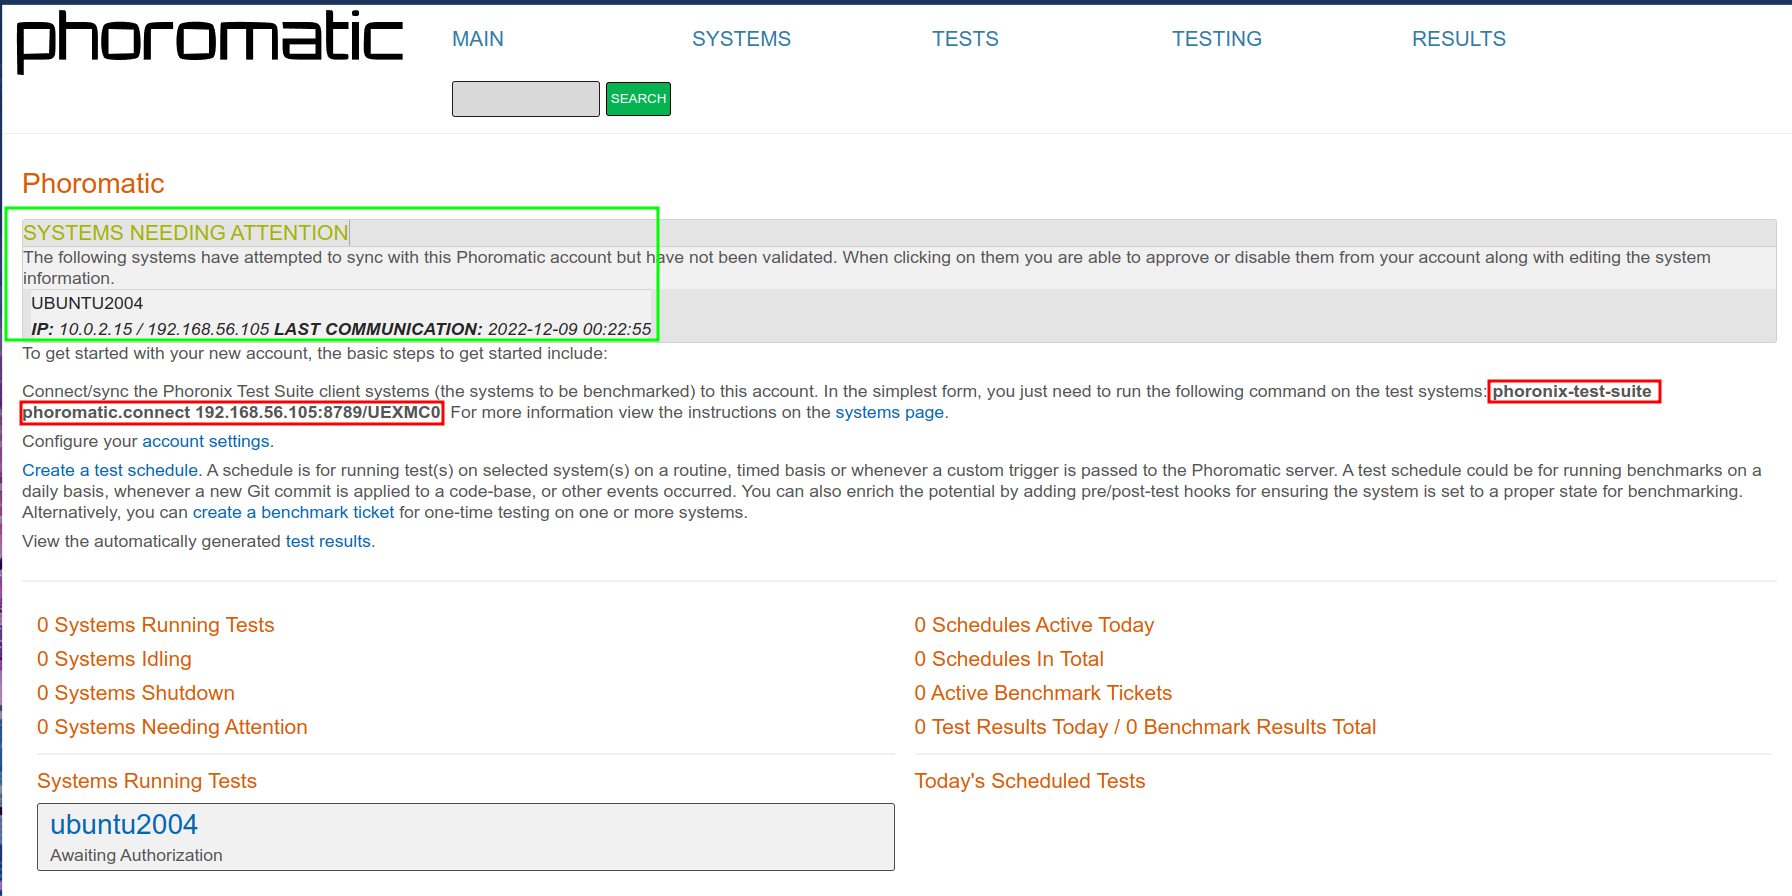 phoromatic
MAIN SYSTEMS TESTS TESTING RESULTS
SEARCH
Phoromatic
SYSTEMS NEEDING ATTENTION
The following systems have attempted to sync with this Phoromatic account but have not been validated. When clicking on them you are able to approve or disable them from your account along with editing the system
information.
UBUNTU2004
IP: 10.0.2.15 / 192.168.56.105 LAST COMMUNICATION: 2022-12-09 00:22:55
To get started with your new account, the basic steps to get started include:
Connect/sync the Phoronix Test Suite client systems (the systems to be benchmarked) to this account. In the simplest form, you just need to run the following command on the test systems: phoronix-test-suite
phoromatic.connect 192.168.56.105:8789/UEXMC0. For more information view the instructions on the systems page.
Configure your account settings.
Create a test schedule. A schedule is for running test(s) on selected system(s) on a routine, timed basis or whenever a custom trigger is passed to the Phoromatic server. A test schedule could be for running benchmarks on a
daily basis, whenever a new Git commit is applied to a code-base, or other events occurred. You can also enrich the potential by adding pre/post-test hooks for ensuring the system is set to a proper state for benchmarking.
Alternatively, you can create a benchmark ticket for one-time testing on one or more systems.
View the automatically generated test results.
0 Systems Running Tests
0 Systems Idling
0 Systems Shutdown
0 Systems Needing Attention
0 Schedules Active Today
0 Schedules In Total
0 Active Benchmark Tickets
0 Test Results Today / 0 Benchmark Results Total
Systems Running Tests
ubuntu2004
Awaiting Authorization
Today's Scheduled Tests